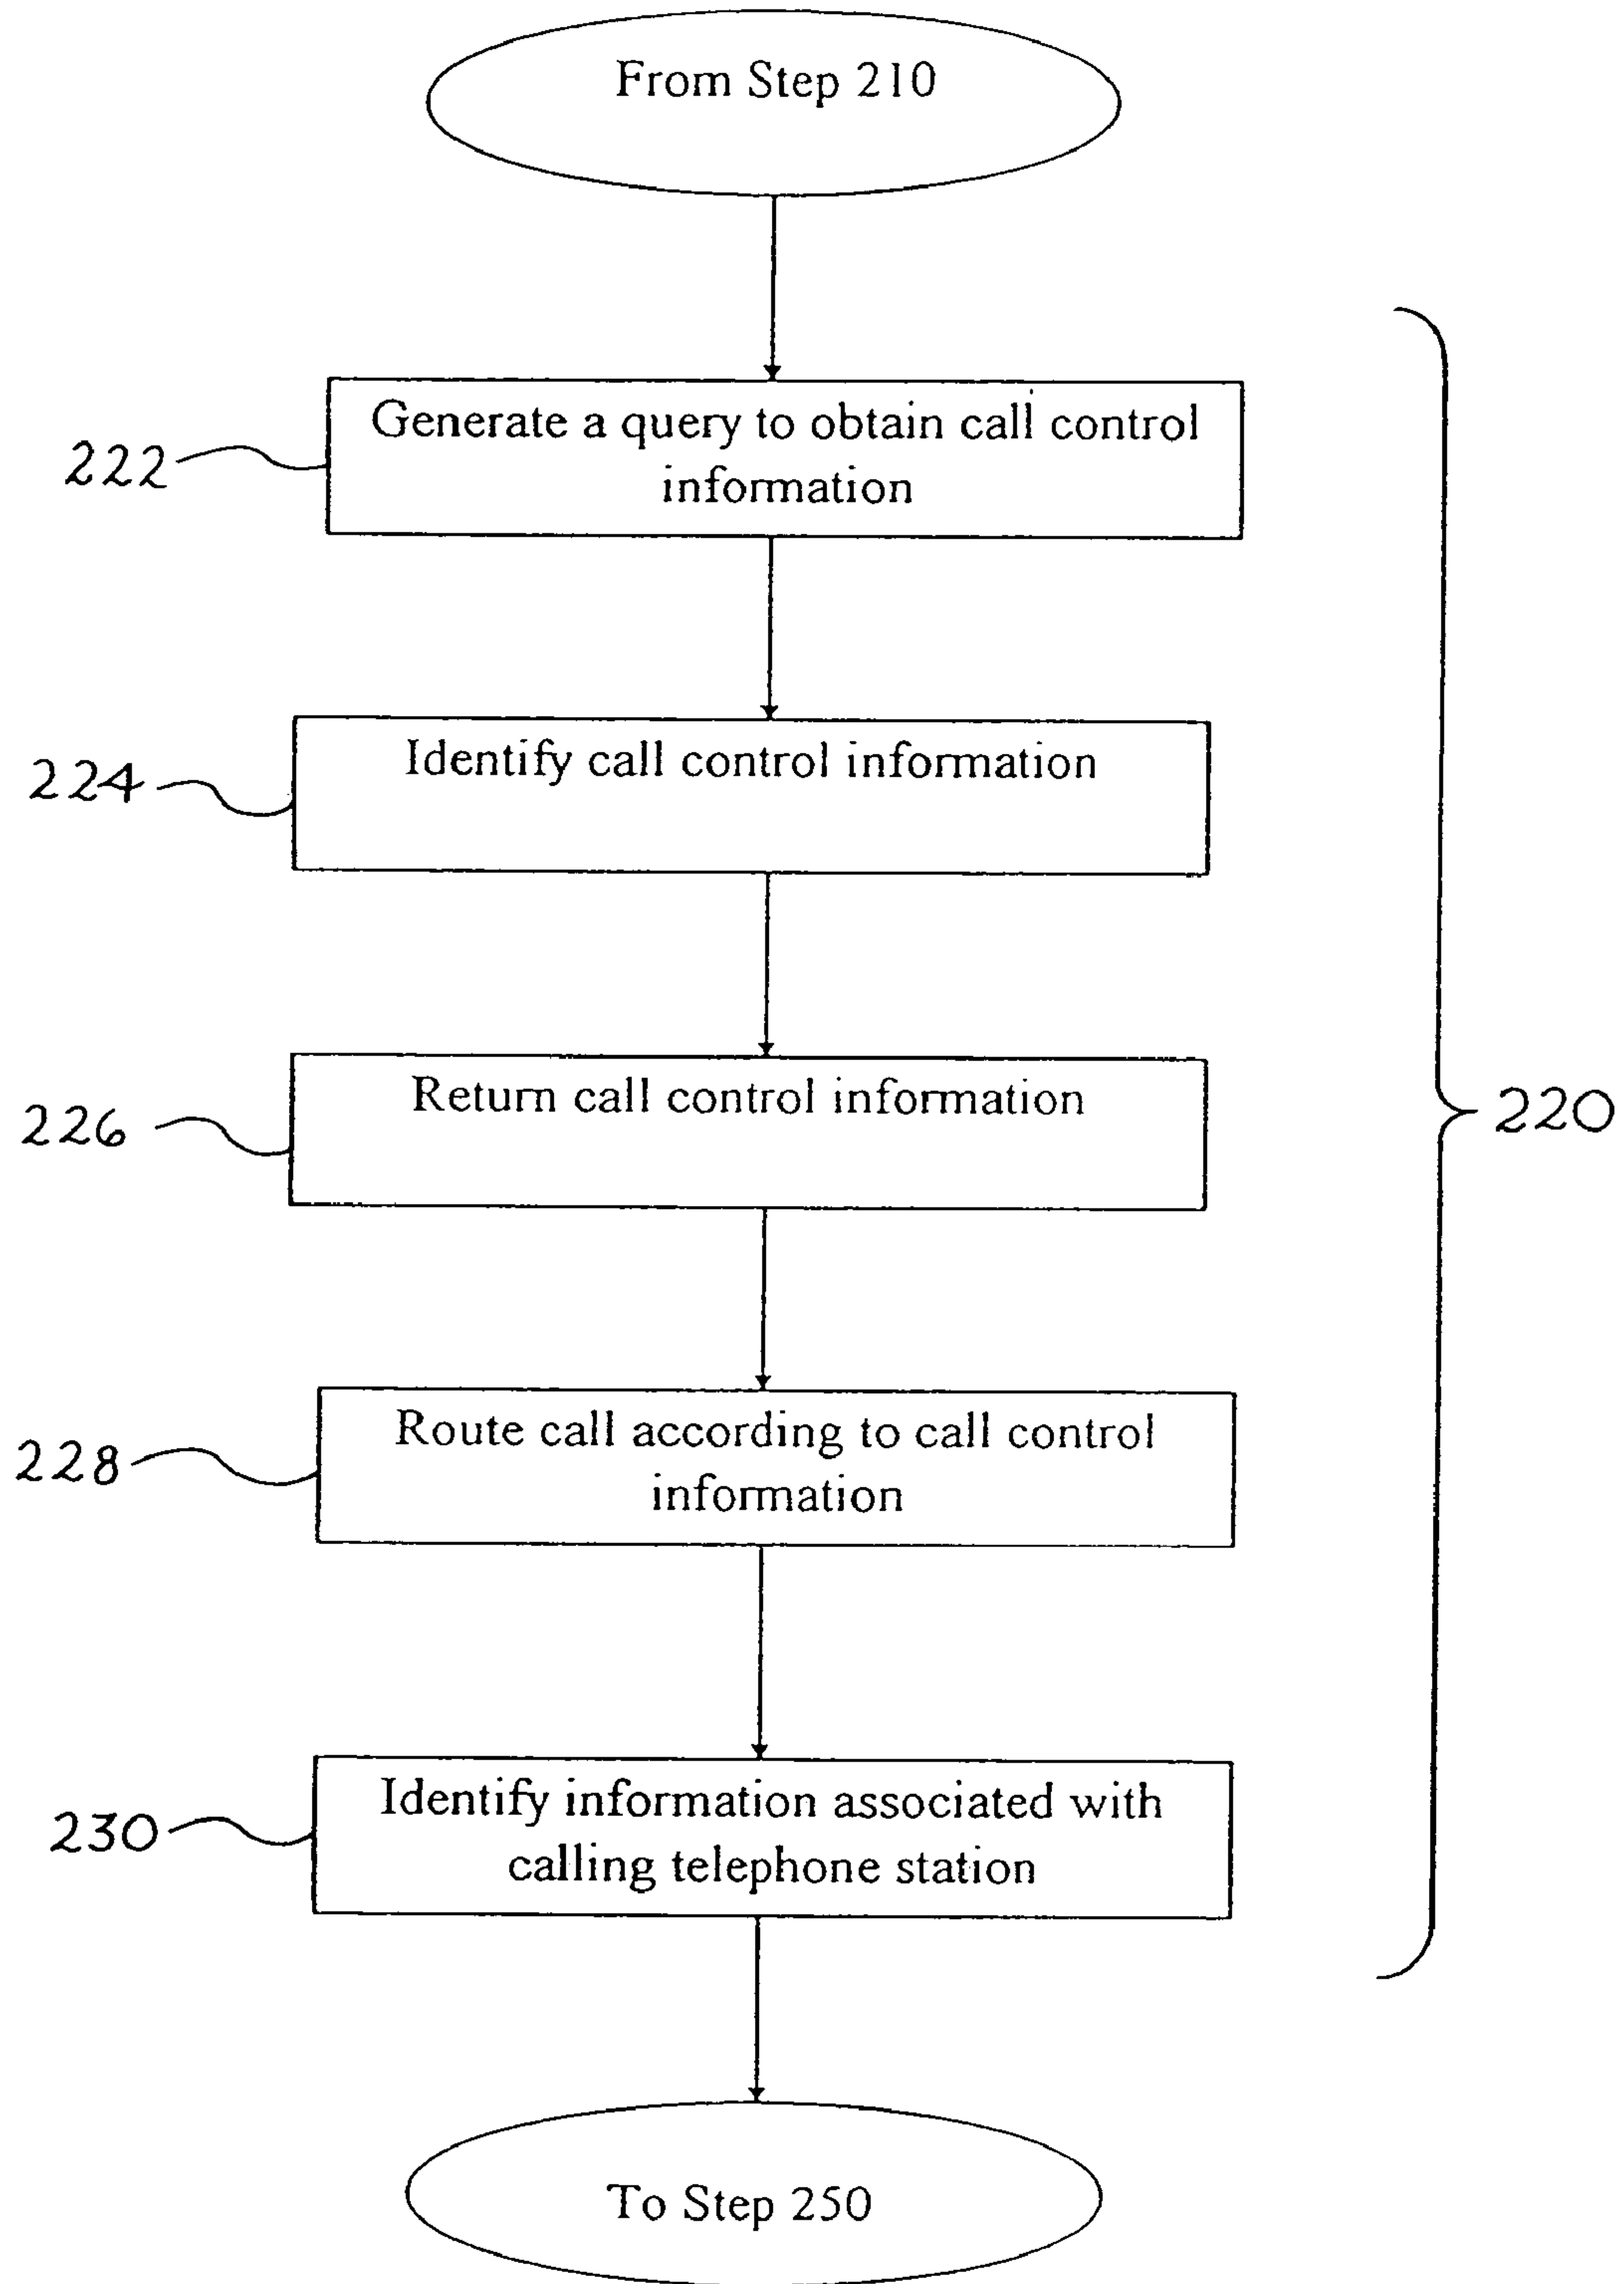 From Step 210
222
Generate a query to obtain call control
information
224
Identify call control information
226
Return call control information
220
228
Route call according to call control
information
230
Identify information associated with
calling telephone station
To Step 250